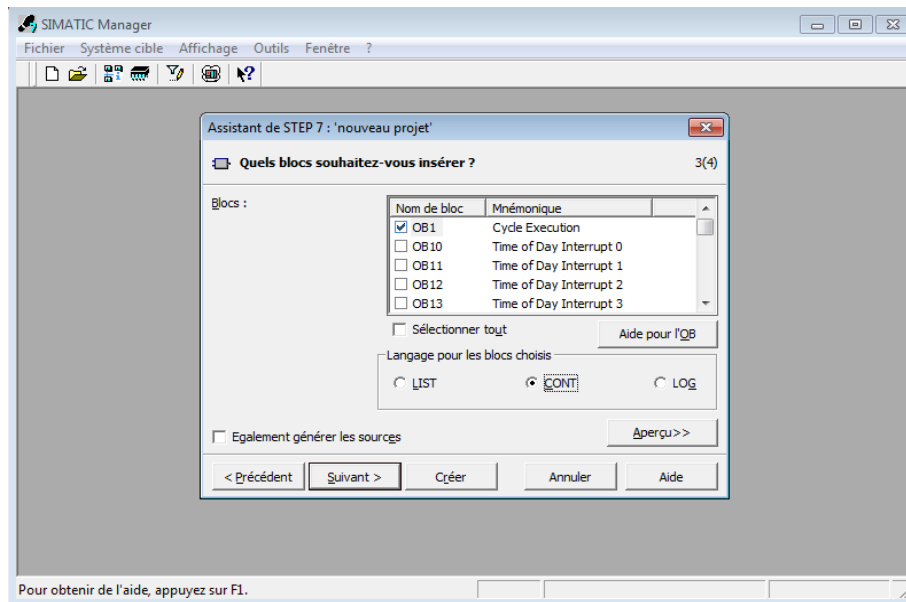 SIMATIC Manager
Fichier Système cible Affichage Outils Fenêtre ?
Assistant de STEP 7 : 'nouveau projet'
Quels blocs souhaitez-vous insérer ? 3(4)
Blocs :
Nom de bloc Mnémonique
OB1 Cycle Execution
OB10 Time of Day Interrupt 0
OB11 Time of Day Interrupt 1
OB12 Time of Day Interrupt 2
OB13 Time of Day Interrupt 3
Sélectionner tout Aide pour l'OB
Langage pour les blocs choisis
LIST CONT LOG
Egalement générer les sources Aperçu>>
< Précédent Suivant > Créer Annuler Aide
Pour obtenir de l'aide, appuyez sur F1.